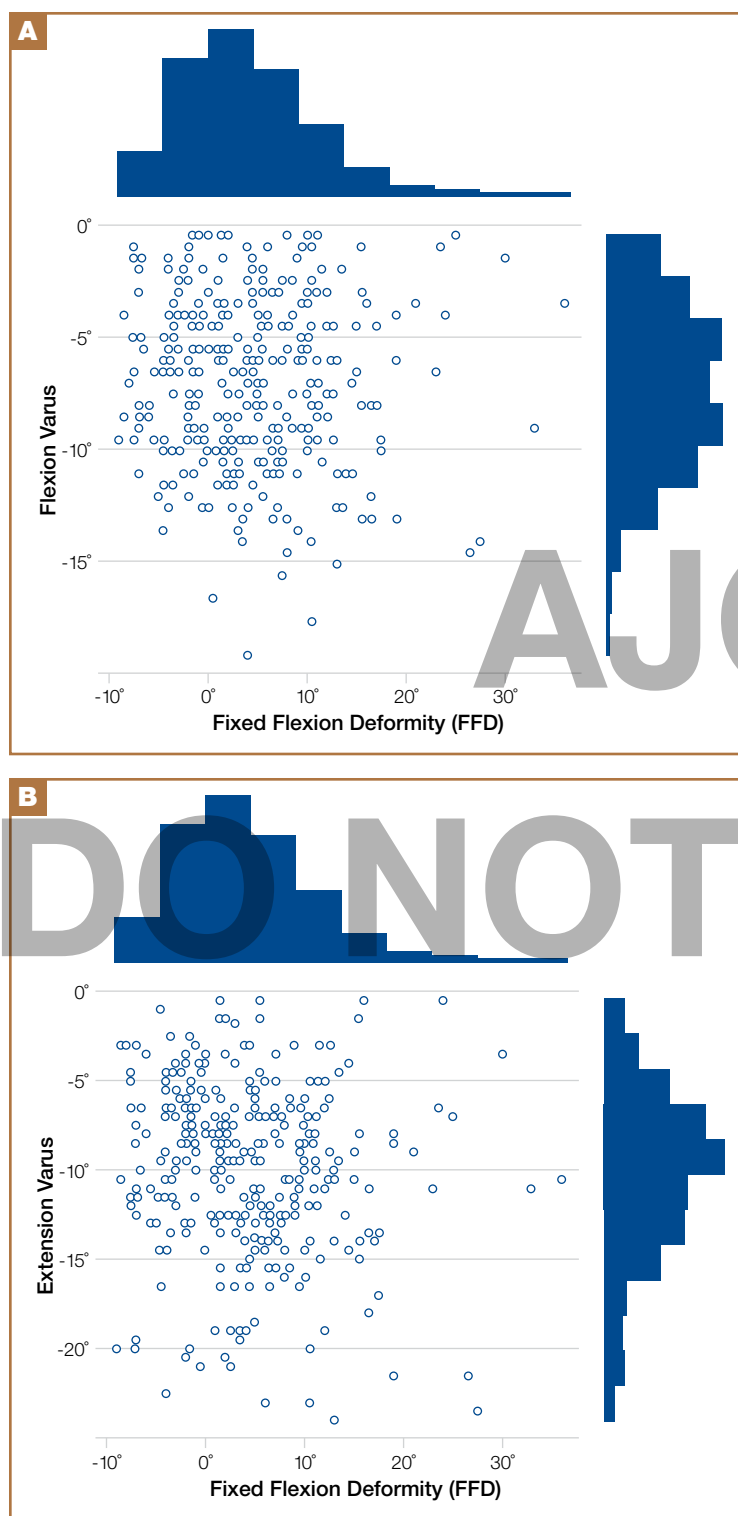 A
0°
-5°
-10°
-15°
Flexion Varus
-10° 0° 10° 20° 30°
Fixed Flexion Deformity (FFD)
AJ
B
DO NOT
0°
-5°
-10°
-15°
-20°
Extension Varus
-10° 0° 10° 20° 30°
Fixed Flexion Deformity (FFD)